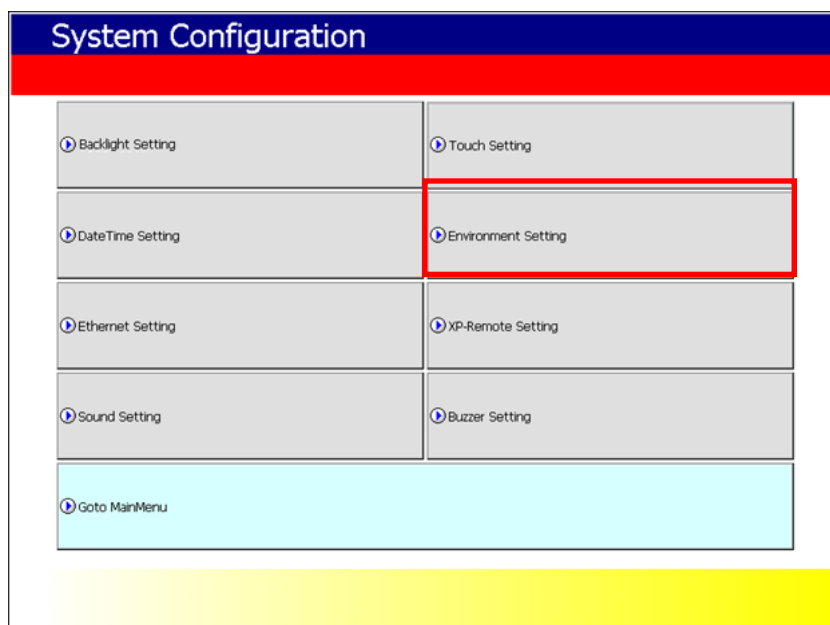 System Configuration
Backlight Setting
Touch Setting
DateTime Setting
Environment Setting
Ethernet Setting
XP-Remote Setting
Sound Setting
Buzzer Setting
Goto MainMenu